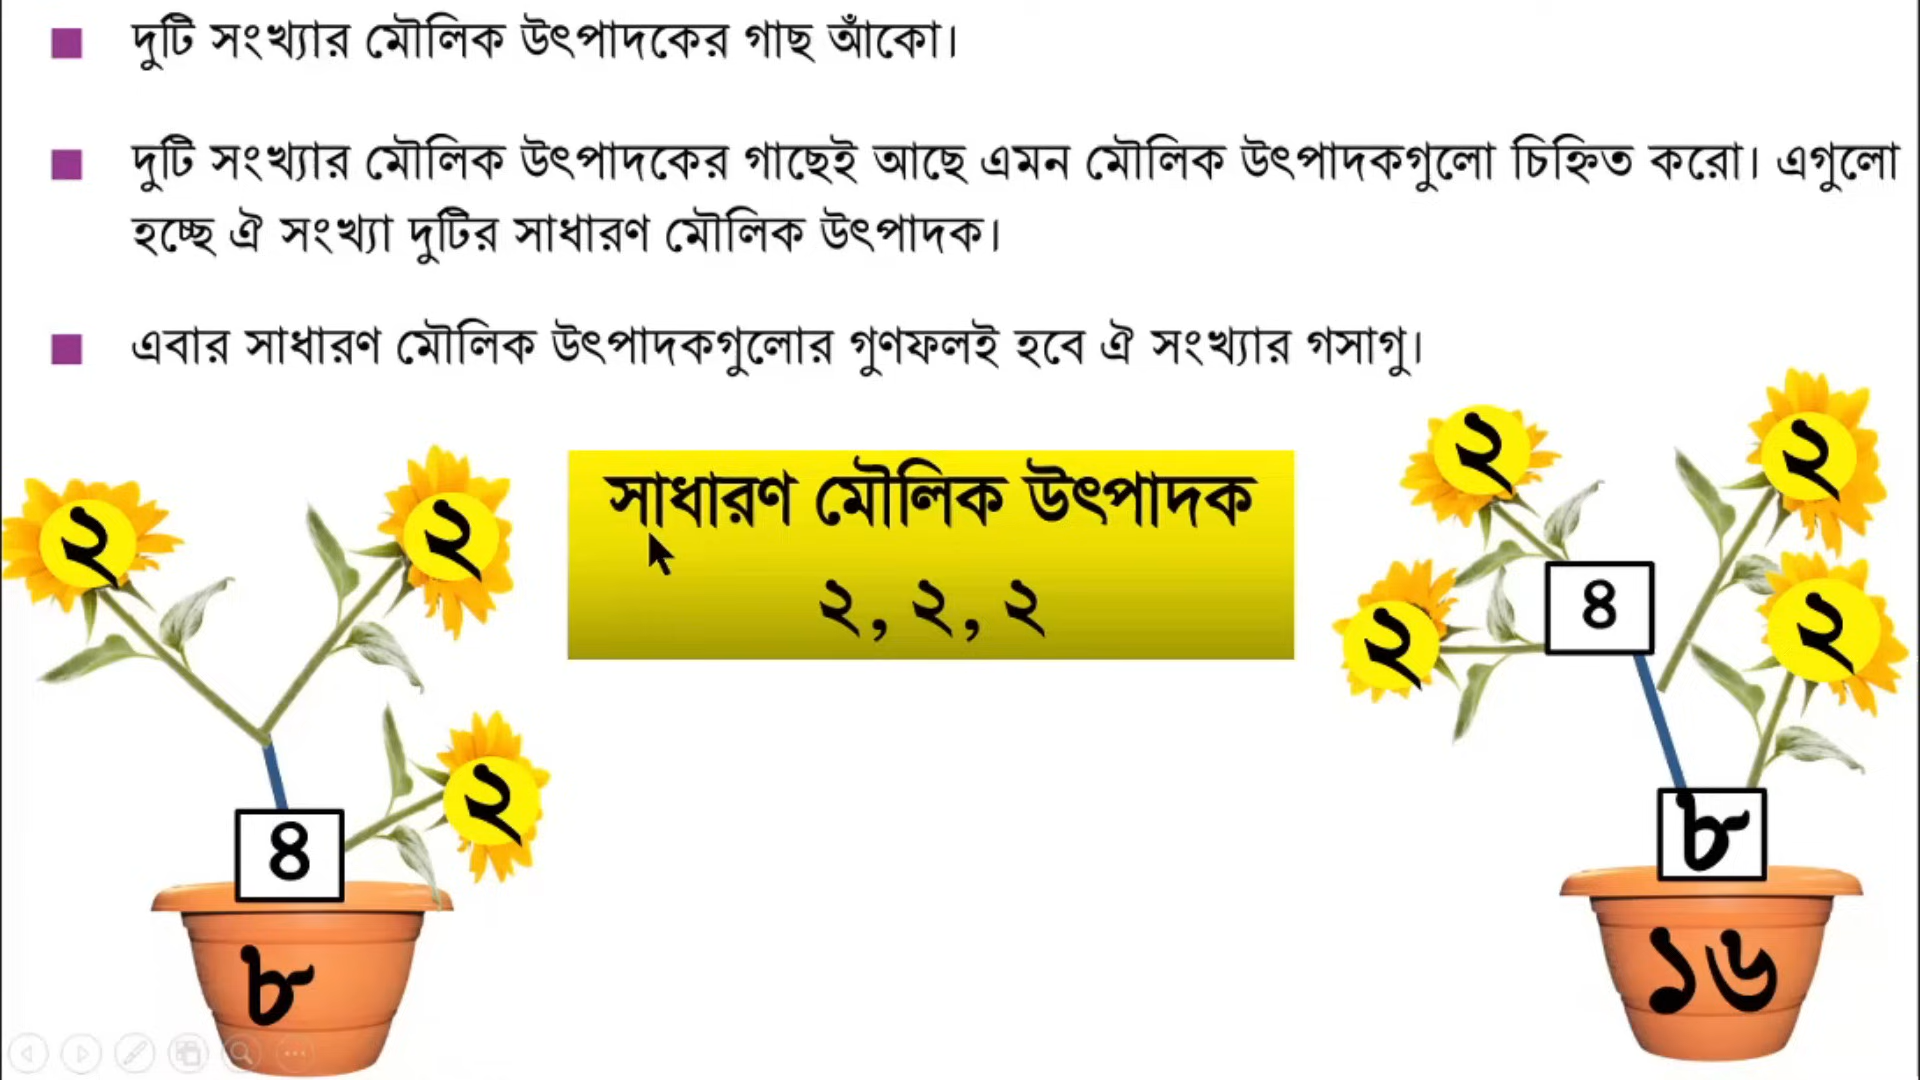 দুটি সংখ্যার মৌলিক উৎপাদকের গাছ আঁকো।
দুটি সংখ্যার মৌলিক উৎপাদকের গাছেই আছে এমন মৌলিক উৎপাদকগুলো চিহ্নিত করো। এগুলো
হচ্ছে ঐ সংখ্যা দুটির সাধারণ মৌলিক উৎপাদক।
এবার সাধারণ মৌলিক উৎপাদকগুলোর গুণফলই হবে ঐ সংখ্যার গসাগু।
২
২
২
৪
৮
সাধারণ মৌলিক উৎপাদক
২, ২, ২
২
২
২
২
৪
৮
১৬